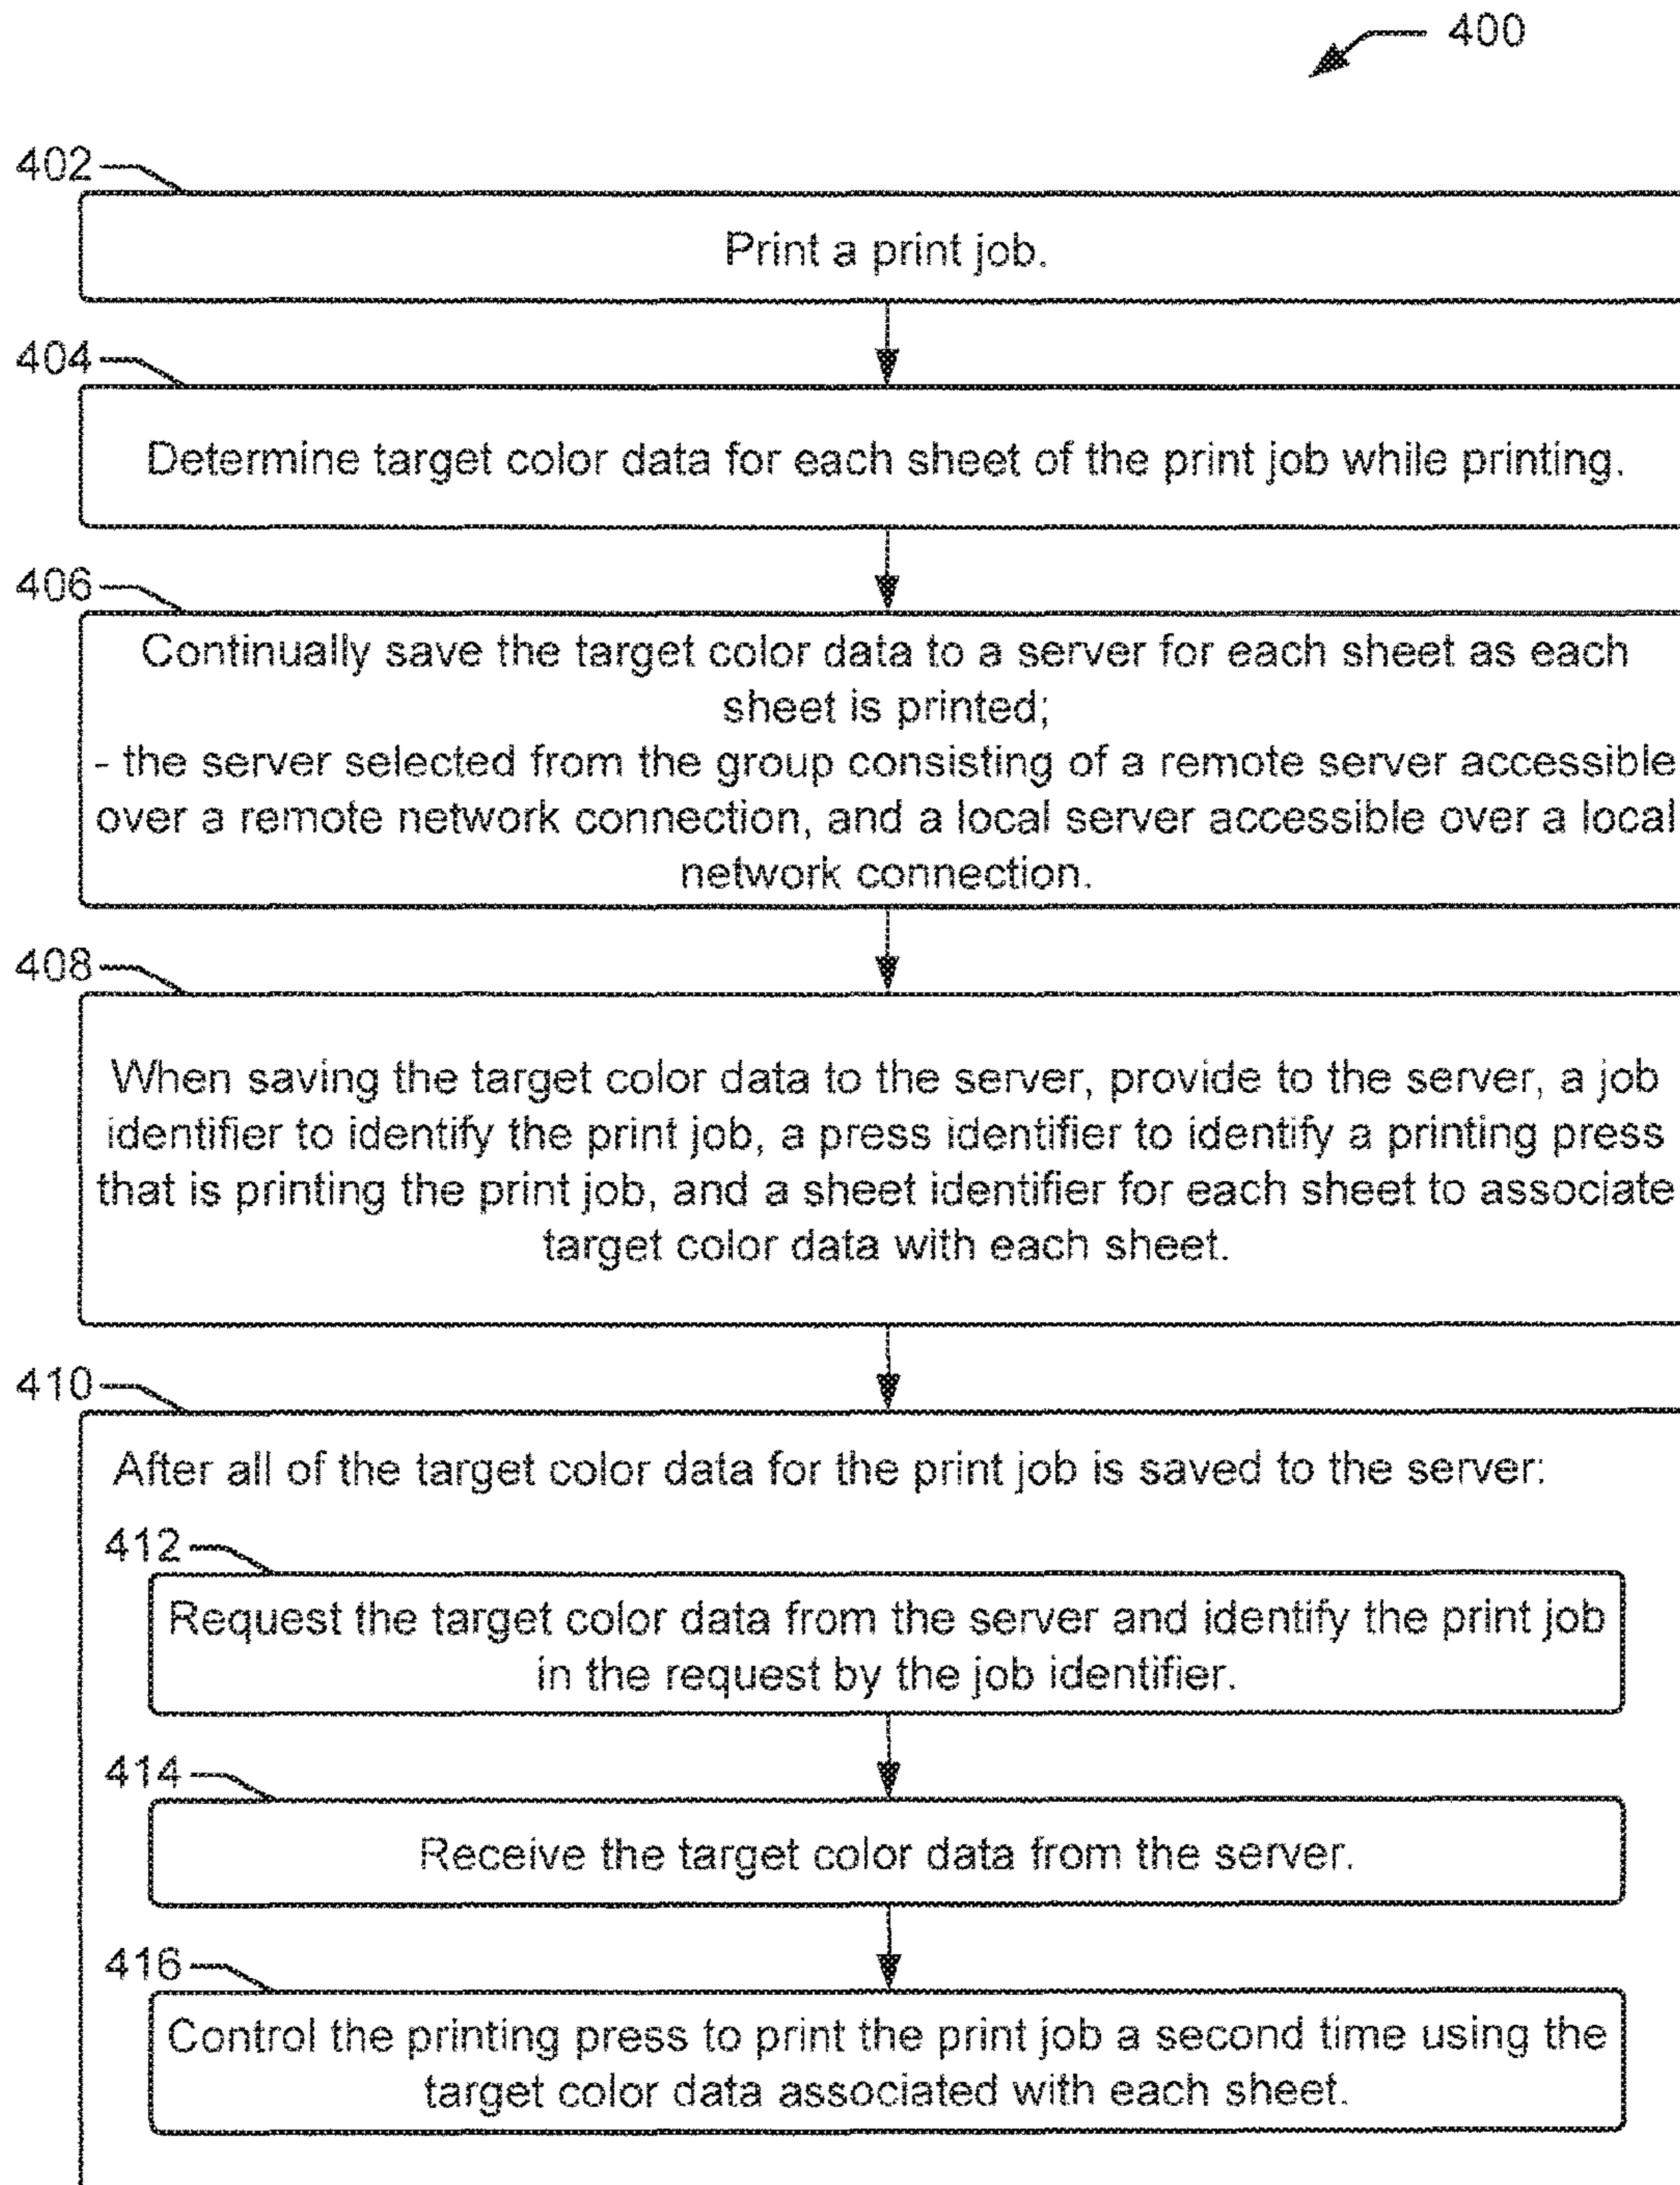 400
402
Print a print job.
404
Determine target color data for each sheet of the print job while printing.
406
Continually save the target color data to a server for each sheet as each
sheet is printed;
- the server selected from the group consisting of a remote server accessible
over a remote network connection, and a local server accessible over a local
network connection.
408
When saving the target color data to the server, provide to the server, a job
identifier to identify the print job, a press identifier to identify a printing press
that is printing the print job, and a sheet identifier for each sheet to associate
target color data with each sheet.
410
After all of the target color data for the print job is saved to the server:
412
Request the target color data from the server and identify the print job
in the request by the job identifier.
414
Receive the target color data from the server.
416
Control the printing press to print the print job a second time using the
target color data associated with each sheet.